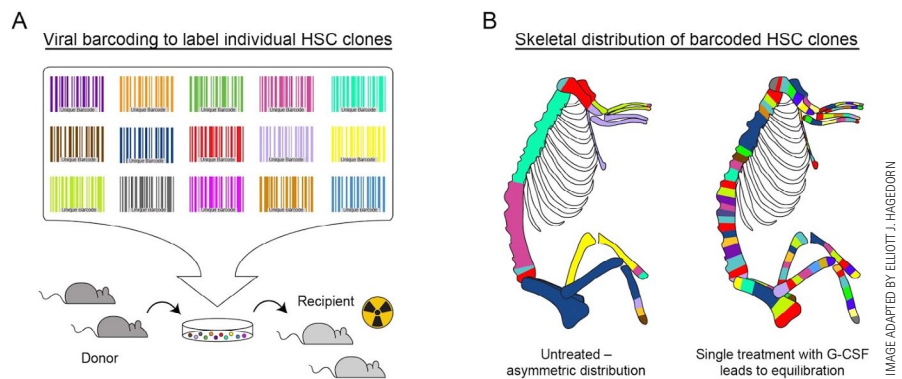 A
Viral barcoding to label individual HSC clones
Unique Barcode Unique Barcode Unique Barcode Unique Barcode Unique Barcode
Unique Barcode Unique Barcode Unique Barcode Unique Barcode Unique Barcode
Unique Barcode Unique Barcode Unique Barcode Unique Barcode Unique Barcode
Recipient
Donor
B
Skeletal distribution of barcoded HSC clones
Untreated –
asymmetric distribution
Single treatment with G-CSF
leads to equilibration
IMAGE ADAPTED BY ELLIOTT J. HAGEDORN